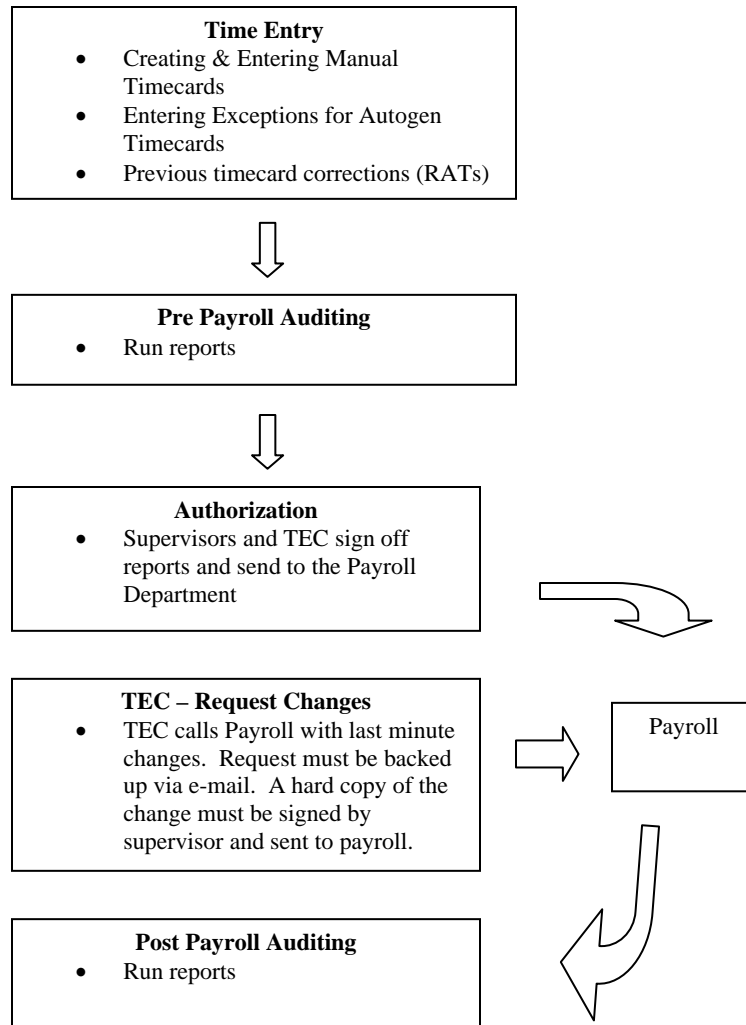 Time Entry
• Creating & Entering Manual
Timecards
• Entering Exceptions for Autogen
Timecards
• Previous timecard corrections (RATs)
Pre Payroll Auditing
• Run reports
Authorization
• Supervisors and TEC sign off
reports and send to the Payroll
Department
TEC – Request Changes
• TEC calls Payroll with last minute
changes.  Request must be backed
up via e-mail.  A hard copy of the
change must be signed by
supervisor and sent to payroll.
Payroll
Post Payroll Auditing
• Run reports